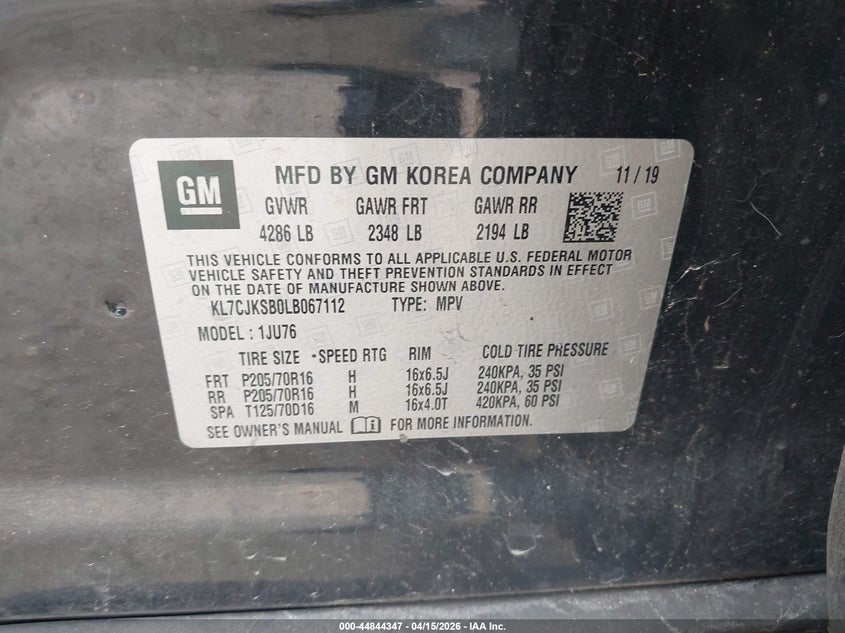 GM
MFD BY GM KOREA COMPANY 11 / 19
GVWR GAWR FRT GAWR RR
4286 LB 2348 LB 2194 LB
THIS VEHICLE CONFORMS TO ALL APPLICABLE U.S. FEDERAL MOTOR
VEHICLE SAFETY AND THEFT PREVENTION STANDARDS IN EFFECT
ON THE DATE OF MANUFACTURE SHOWN ABOVE.
KL7CJKSB0LB067112 TYPE: MPV
MODEL : 1JU76
TIRE SIZE SPEED RTG RIM COLD TIRE PRESSURE
FRT P205/70R16 H 16x6.5J 240KPA, 35 PSI
RR P205/70R16 H 16x6.5J 240KPA, 35 PSI
SPA T125/70D16 M 16x4.0T 420KPA, 60 PSI
SEE OWNER'S MANUAL FOR MORE INFORMATION.
000-44844347 - 04/15/2026 - IAA Inc.